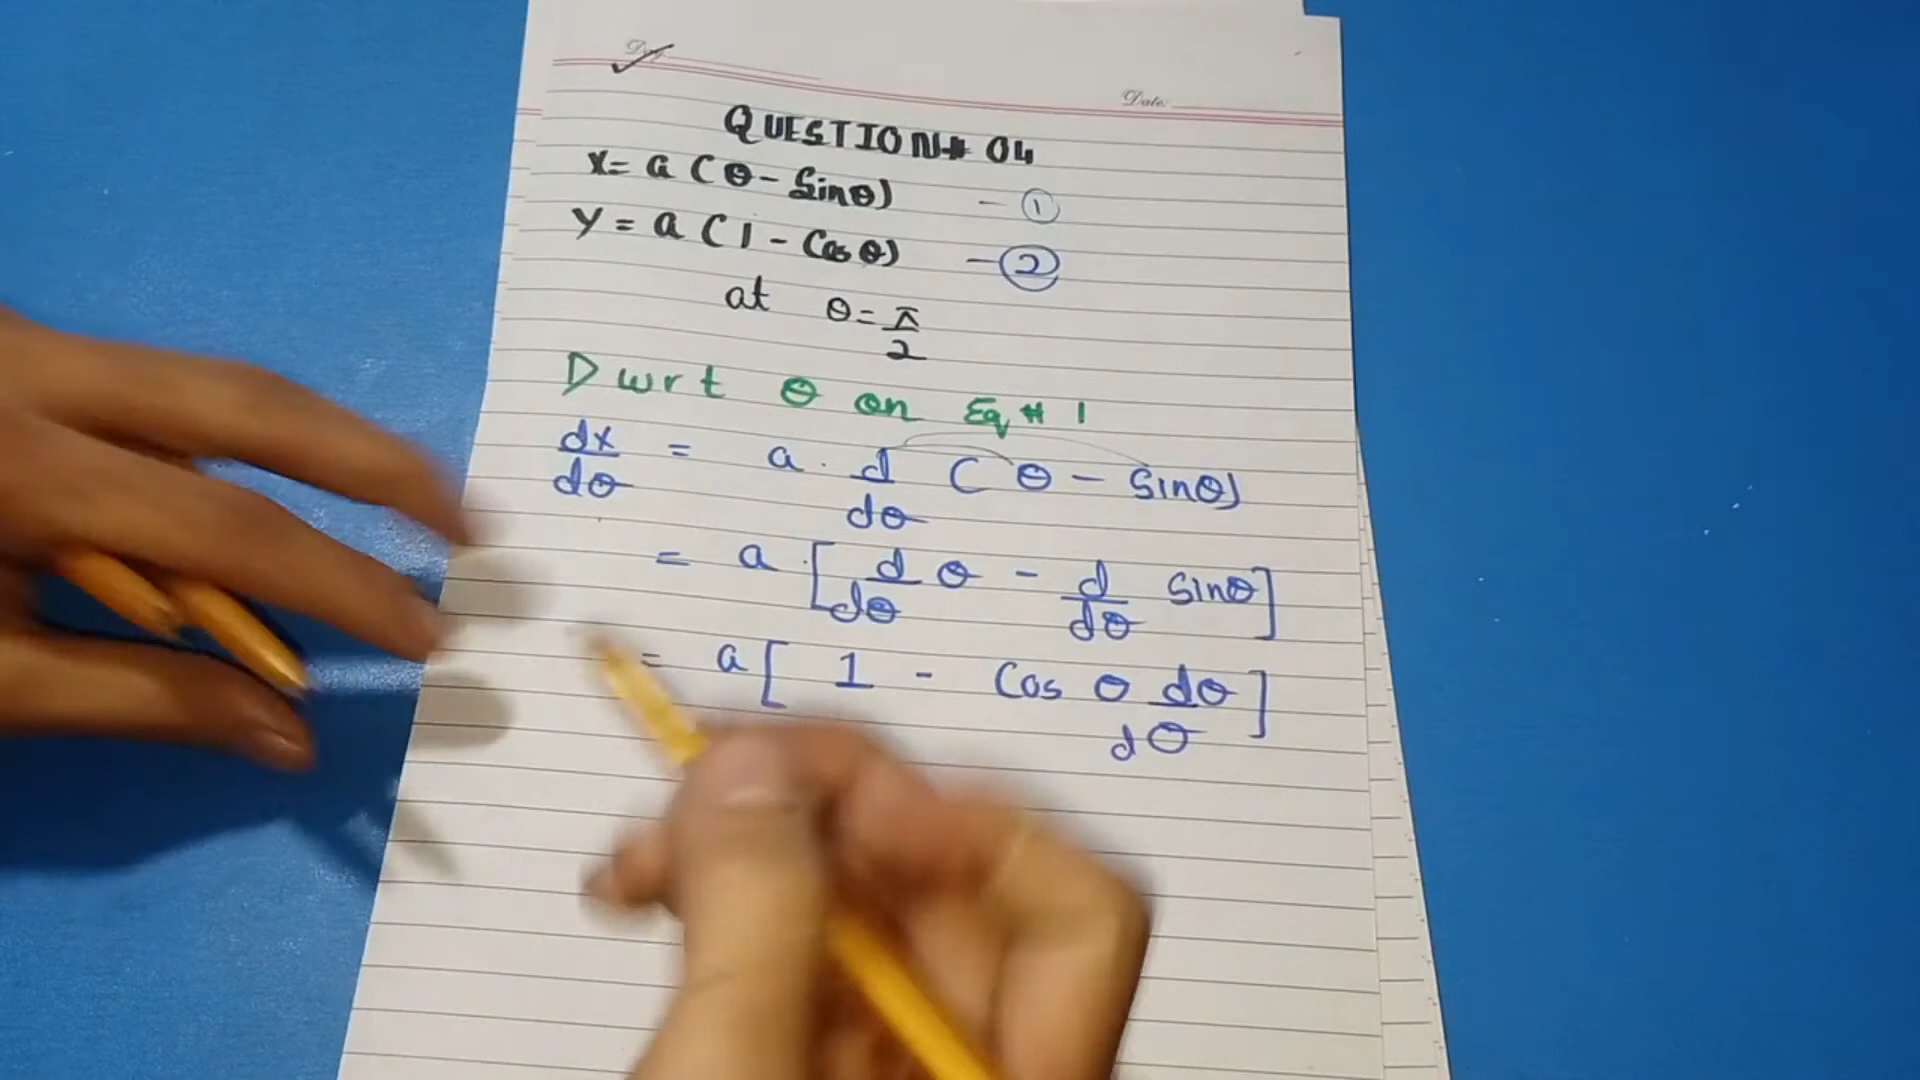 Date:
QUESTION# 04
x = a (θ - Sinθ) - ①
y = a (1 - Cos θ) - ②
at θ = π/2
D wrt θ on Eq # 1
dx/dθ = a . d/dθ (θ - Sinθ)
= a . [d/dθ θ - d/dθ Sinθ]
= a [1 - Cos θ dθ/dθ]